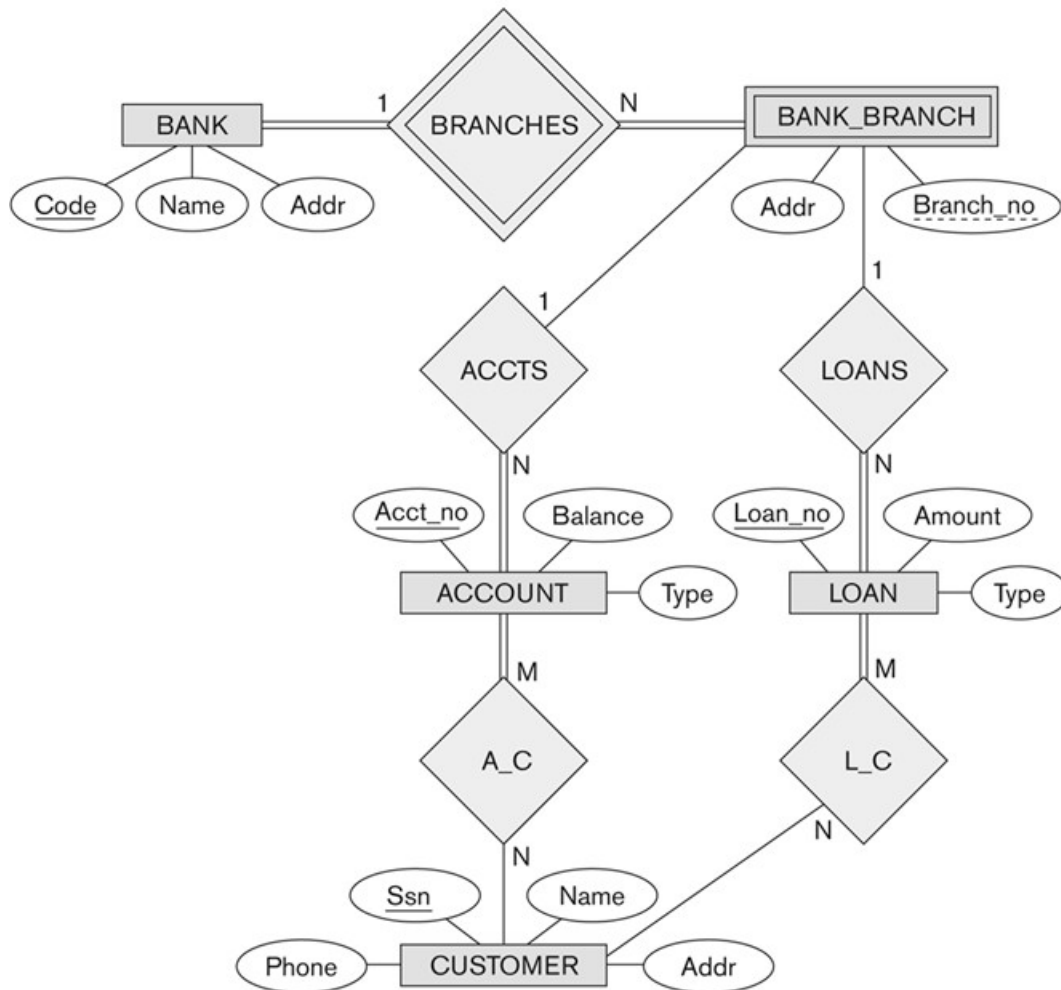 1
N
BANK
BRANCHES
BANK_BRANCH
Code
Name
Addr
Addr
Branch_no
1
1
ACCTS
LOANS
N
N
Acct_no
Balance
Loan_no
Amount
ACCOUNT
Type
LOAN
Type
M
M
A_C
L_C
N
N
Ssn
Name
Phone
CUSTOMER
Addr